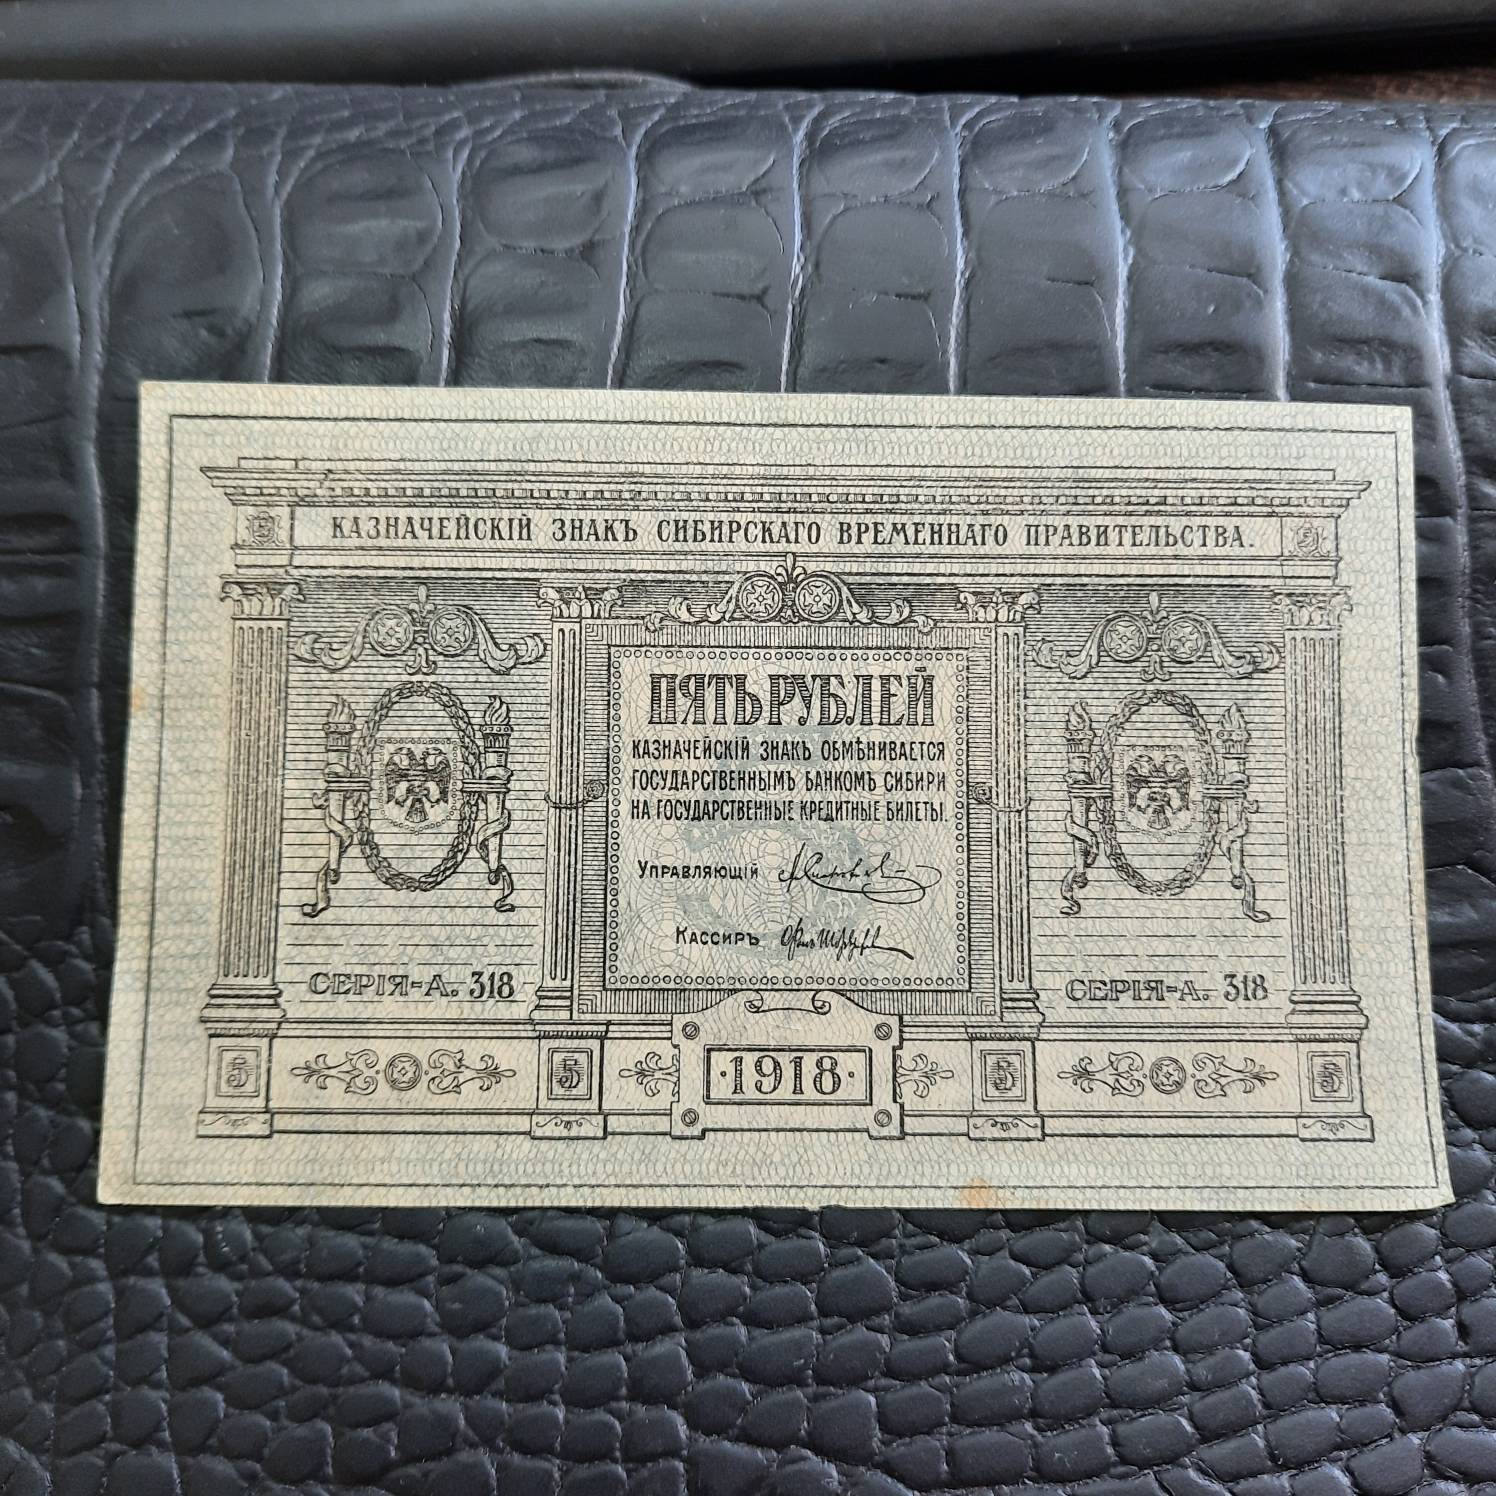 КАЗНАЧЕЙСКІЙ ЗНАКЪ СИБИРСКАГО ВРЕМЕННАГО ПРАВИТЕЛЬСТВА.
ПЯТЬ РУБЛЕЙ
КАЗНАЧЕЙСКІЙ ЗНАКЪ ОБМѢНИВАЕТСЯ
ГОСУДАРСТВЕННЫМЪ БАНКОМЪ СИБИРИ
НА ГОСУДАРСТВЕННЫЕ КРЕДИТНЫЕ БИЛЕТЫ.
УПРАВЛЯЮЩІЙ
КАССИРЪ
СЕРІЯ-А. 318
СЕРІЯ-А. 318
5
5
·1918·
5
5